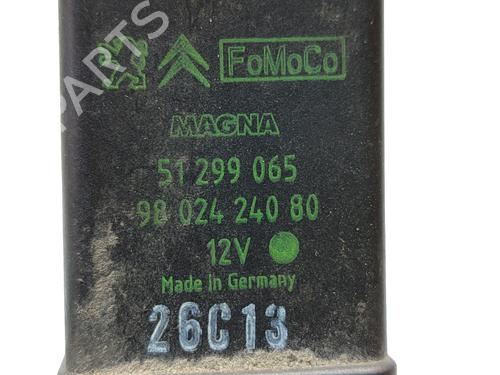 PARTS
FoMoCo
MAGNA
51 299 065
98 024 240 80
12V
Made in Germany
26C13